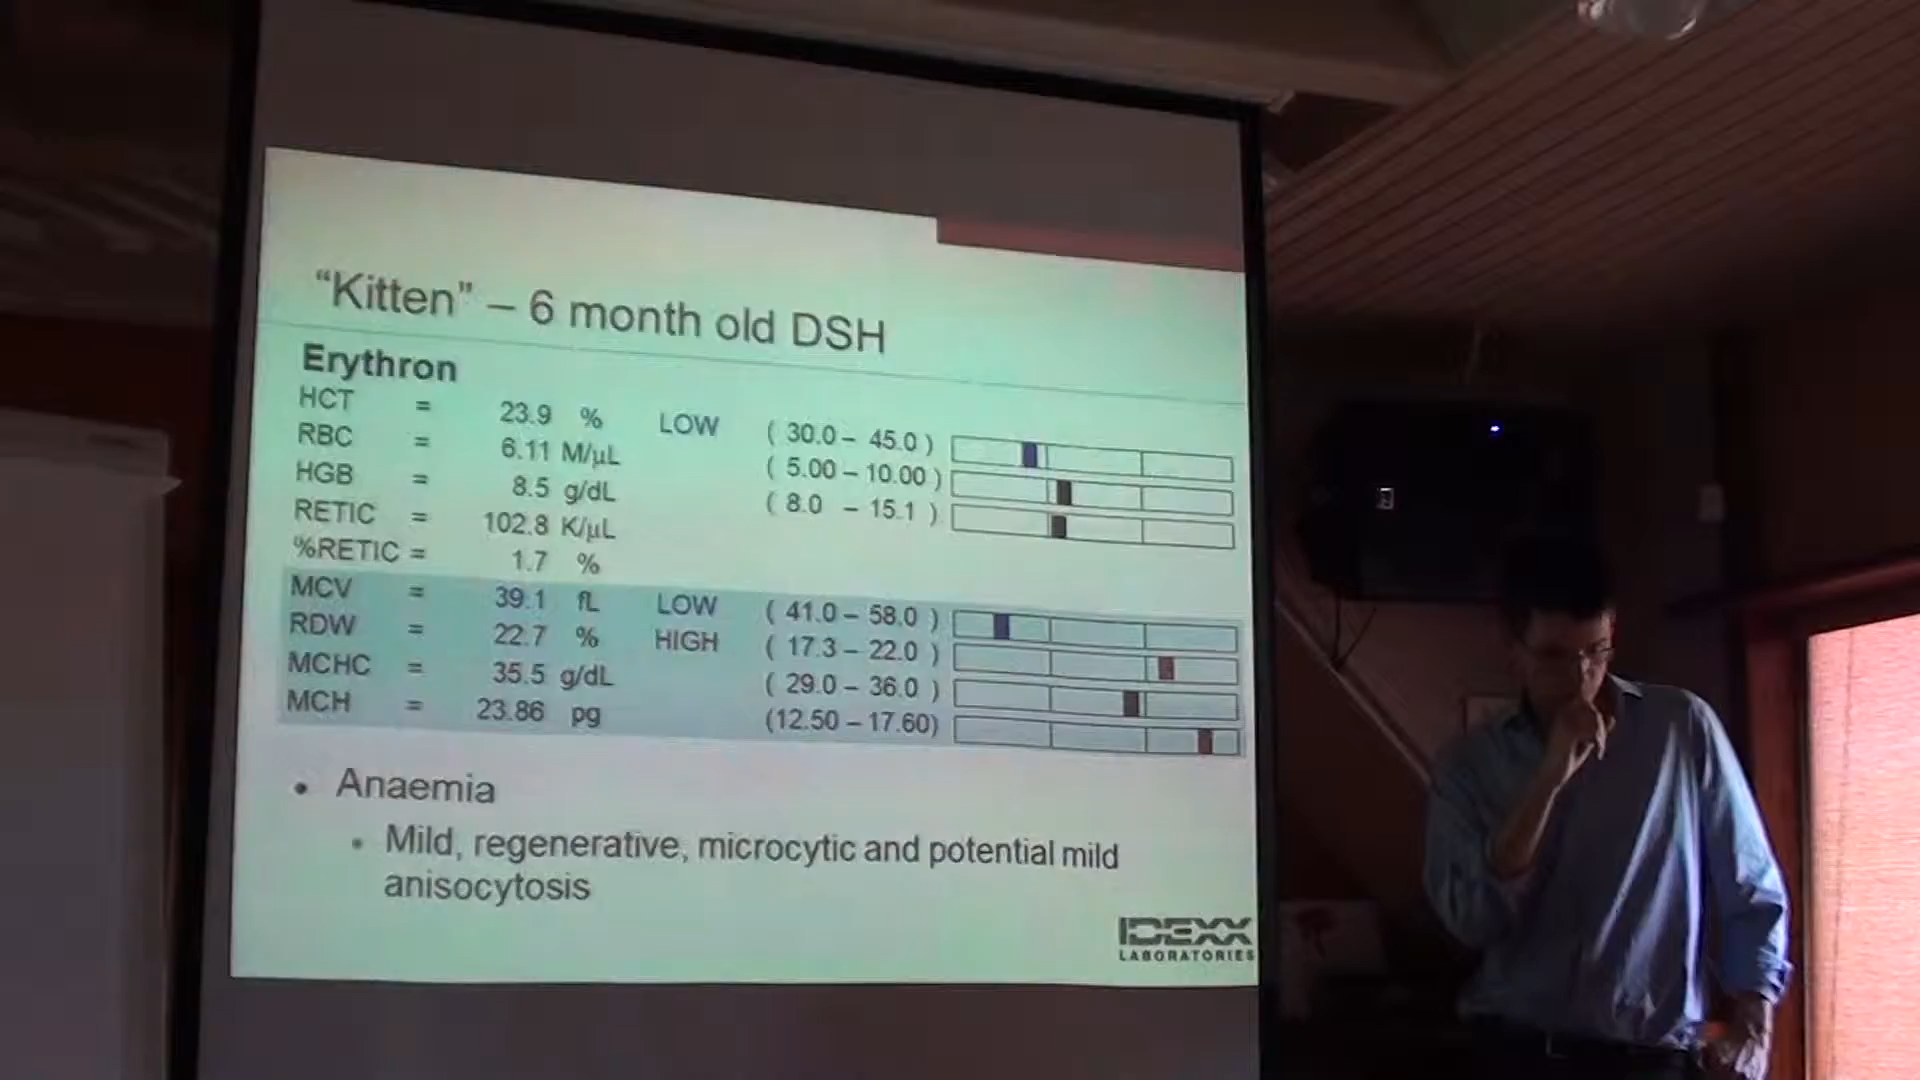 “Kitten” – 6 month old DSH
Erythron
HCT = 23.9 % LOW ( 30.0 – 45.0 )
RBC = 6.11 M/µL ( 5.00 – 10.00 )
HGB = 8.5 g/dL ( 8.0 – 15.1 )
RETIC = 102.8 K/µL
%RETIC = 1.7 %
MCV = 39.1 fL LOW ( 41.0 – 58.0 )
RDW = 22.7 % HIGH ( 17.3 – 22.0 )
MCHC = 35.5 g/dL ( 29.0 – 36.0 )
MCH = 23.86 pg (12.50 – 17.60)
• Anaemia
• Mild, regenerative, microcytic and potential mild
anisocytosis
IDEXX
LABORATORIES